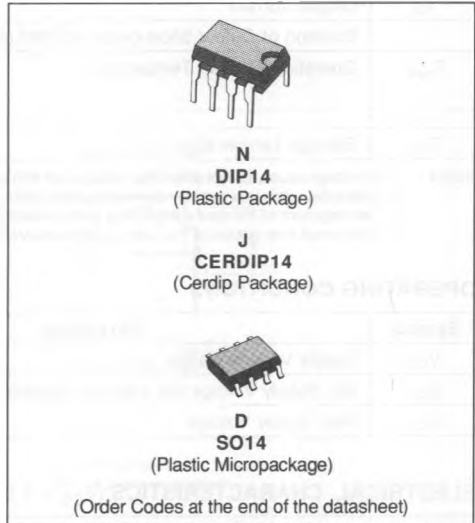 N
DIP14
(Plastic Package)
J
CERDIP14
(Cerdip Package)
D
SO14
(Plastic Micropackage)
(Order Codes at the end of the datasheet)